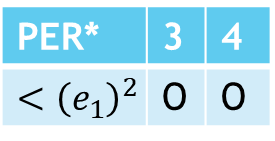 PER* 3 4
< (e₁)² 0 0